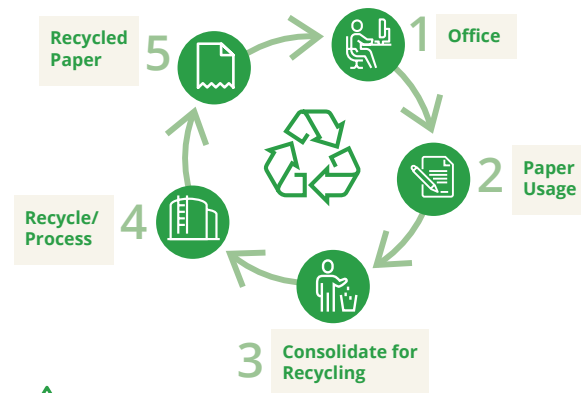 1
Office
2
Paper
Usage
3
Consolidate for
Recycling
4
Recycle/
Process
5
Recycled
Paper